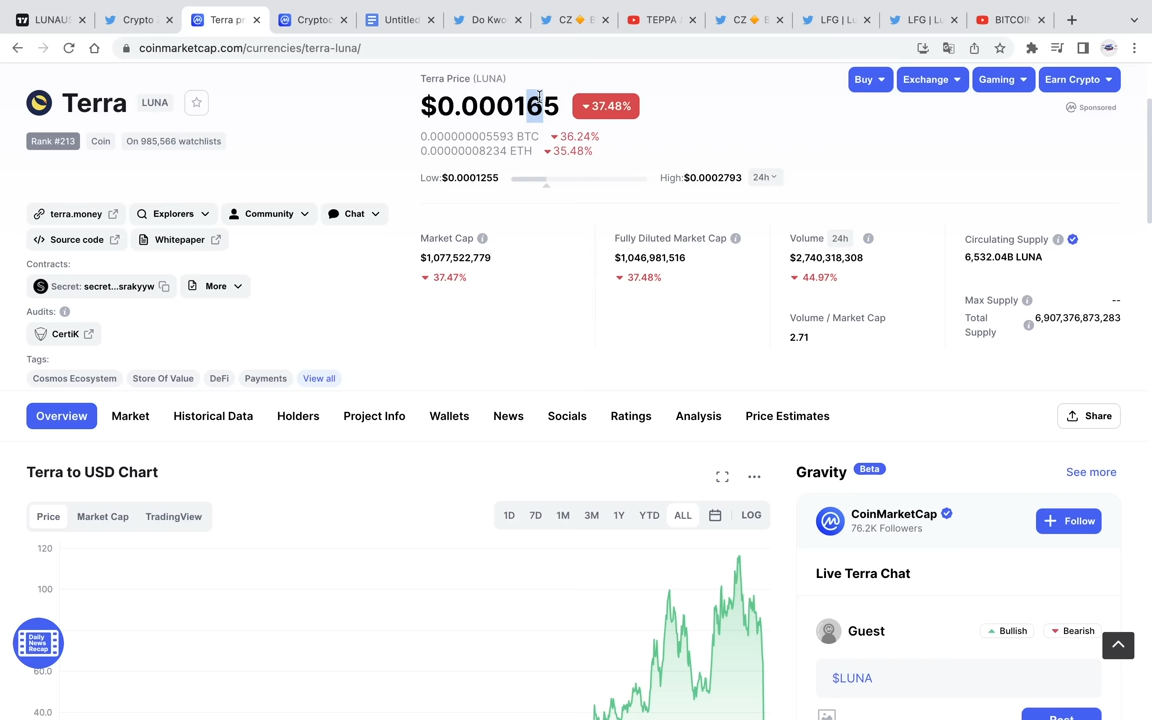 LUNAUS
Crypto
Terra pr
Cryptoc
Untitled
Do Kwo
CZ 🔶 B
TEPPA
CZ 🔶 B
LFG | Lu
LFG | Lu
BITCOI
coinmarketcap.com/currencies/terra-luna/
Terra LUNA
Rank #213 Coin On 985,566 watchlists
Terra Price (LUNA)
$0.000165 37.48%
0.000000005593 BTC 36.24%
0.00000008234 ETH 35.48%
Low:$0.0001255 High:$0.0002793 24h
Buy Exchange Gaming Earn Crypto
Sponsored
terra.money Explorers Community Chat
Source code Whitepaper
Contracts:
Secret: secret...srakyyw More
Audits:
CertiK
Tags:
Cosmos Ecosystem Store Of Value DeFi Payments View all
Market Cap
$1,077,522,779
37.47%
Fully Diluted Market Cap
$1,046,981,516
37.48%
Volume 24h
$2,740,318,308
44.97%
Volume / Market Cap
2.71
Circulating Supply
6,532.04B LUNA
Max Supply --
Total Supply 6,907,376,873,283
Overview Market Historical Data Holders Project Info Wallets News Socials Ratings Analysis Price Estimates Share
Terra to USD Chart
Price Market Cap TradingView
1D 7D 1M 3M 1Y YTD ALL LOG
120
100
60.0
40.0
Daily
News
Recap
Gravity Beta See more
CoinMarketCap
76.2K Followers
Follow
Live Terra Chat
Guest Bullish Bearish
$LUNA
Post